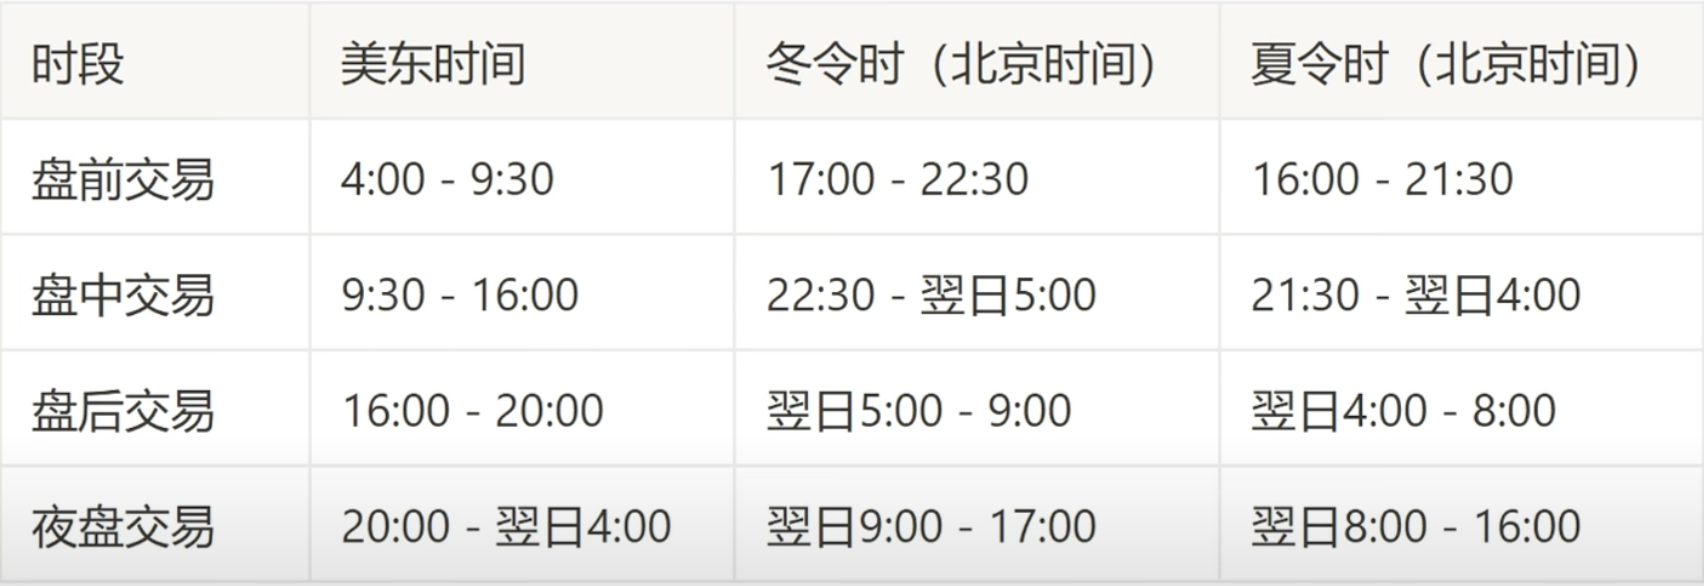 时段 美东时间 冬令时（北京时间） 夏令时（北京时间）
盘前交易 4:00 - 9:30 17:00 - 22:30 16:00 - 21:30
盘中交易 9:30 - 16:00 22:30 - 翌日5:00 21:30 - 翌日4:00
盘后交易 16:00 - 20:00 翌日5:00 - 9:00 翌日4:00 - 8:00
夜盘交易 20:00 - 翌日4:00 翌日9:00 - 17:00 翌日8:00 - 16:00